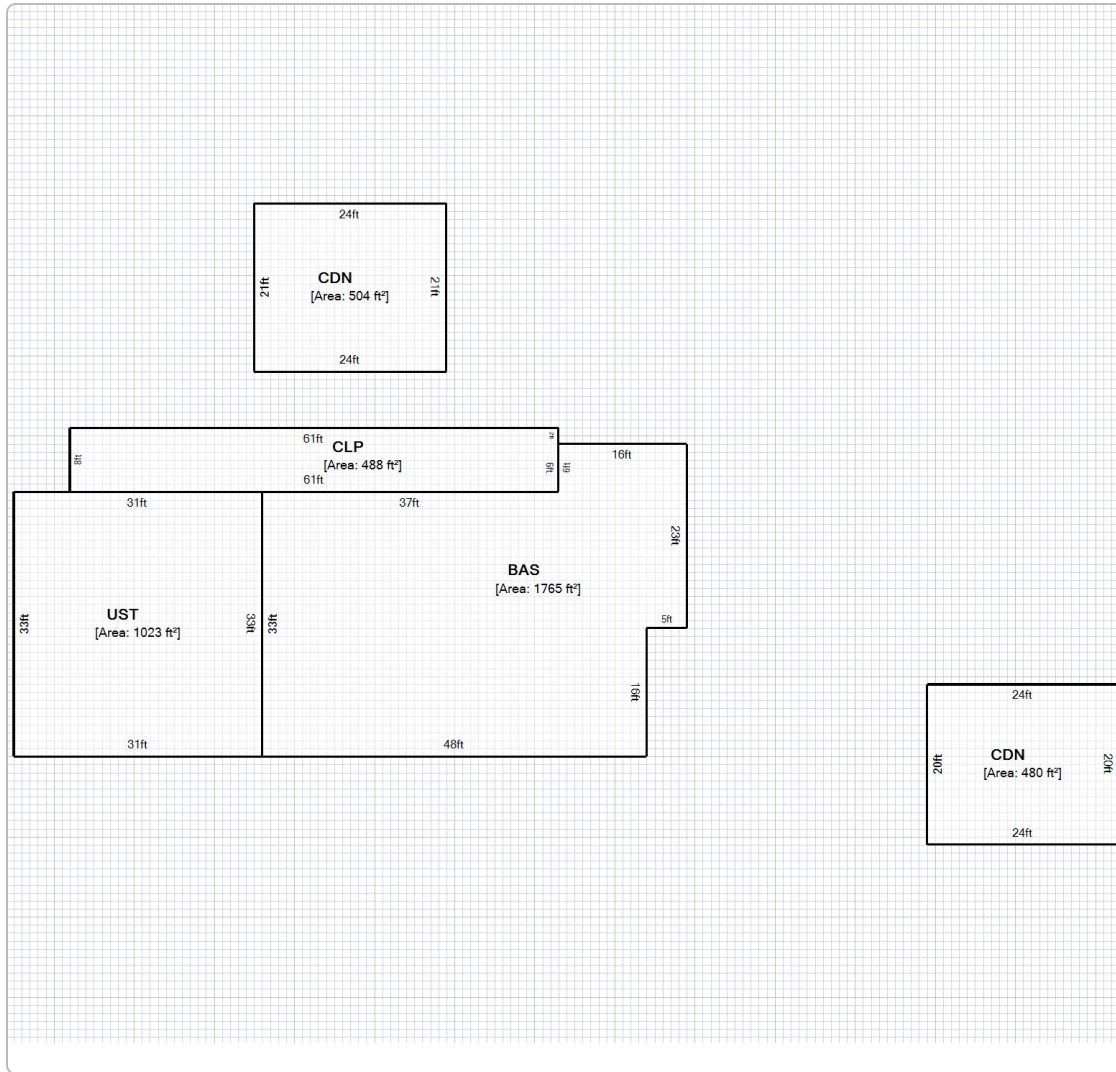 24ft
CDN
[Area: 504 ft²]
21ft
21ft
24ft
61ft
CLP
[Area: 488 ft²]
61ft
8ft
2ft
6ft
6ft
16ft
31ft
37ft
23ft
BAS
[Area: 1765 ft²]
UST
[Area: 1023 ft²]
33ft
33ft
33ft
5ft
16ft
31ft
48ft
24ft
CDN
[Area: 480 ft²]
20ft
20ft
24ft